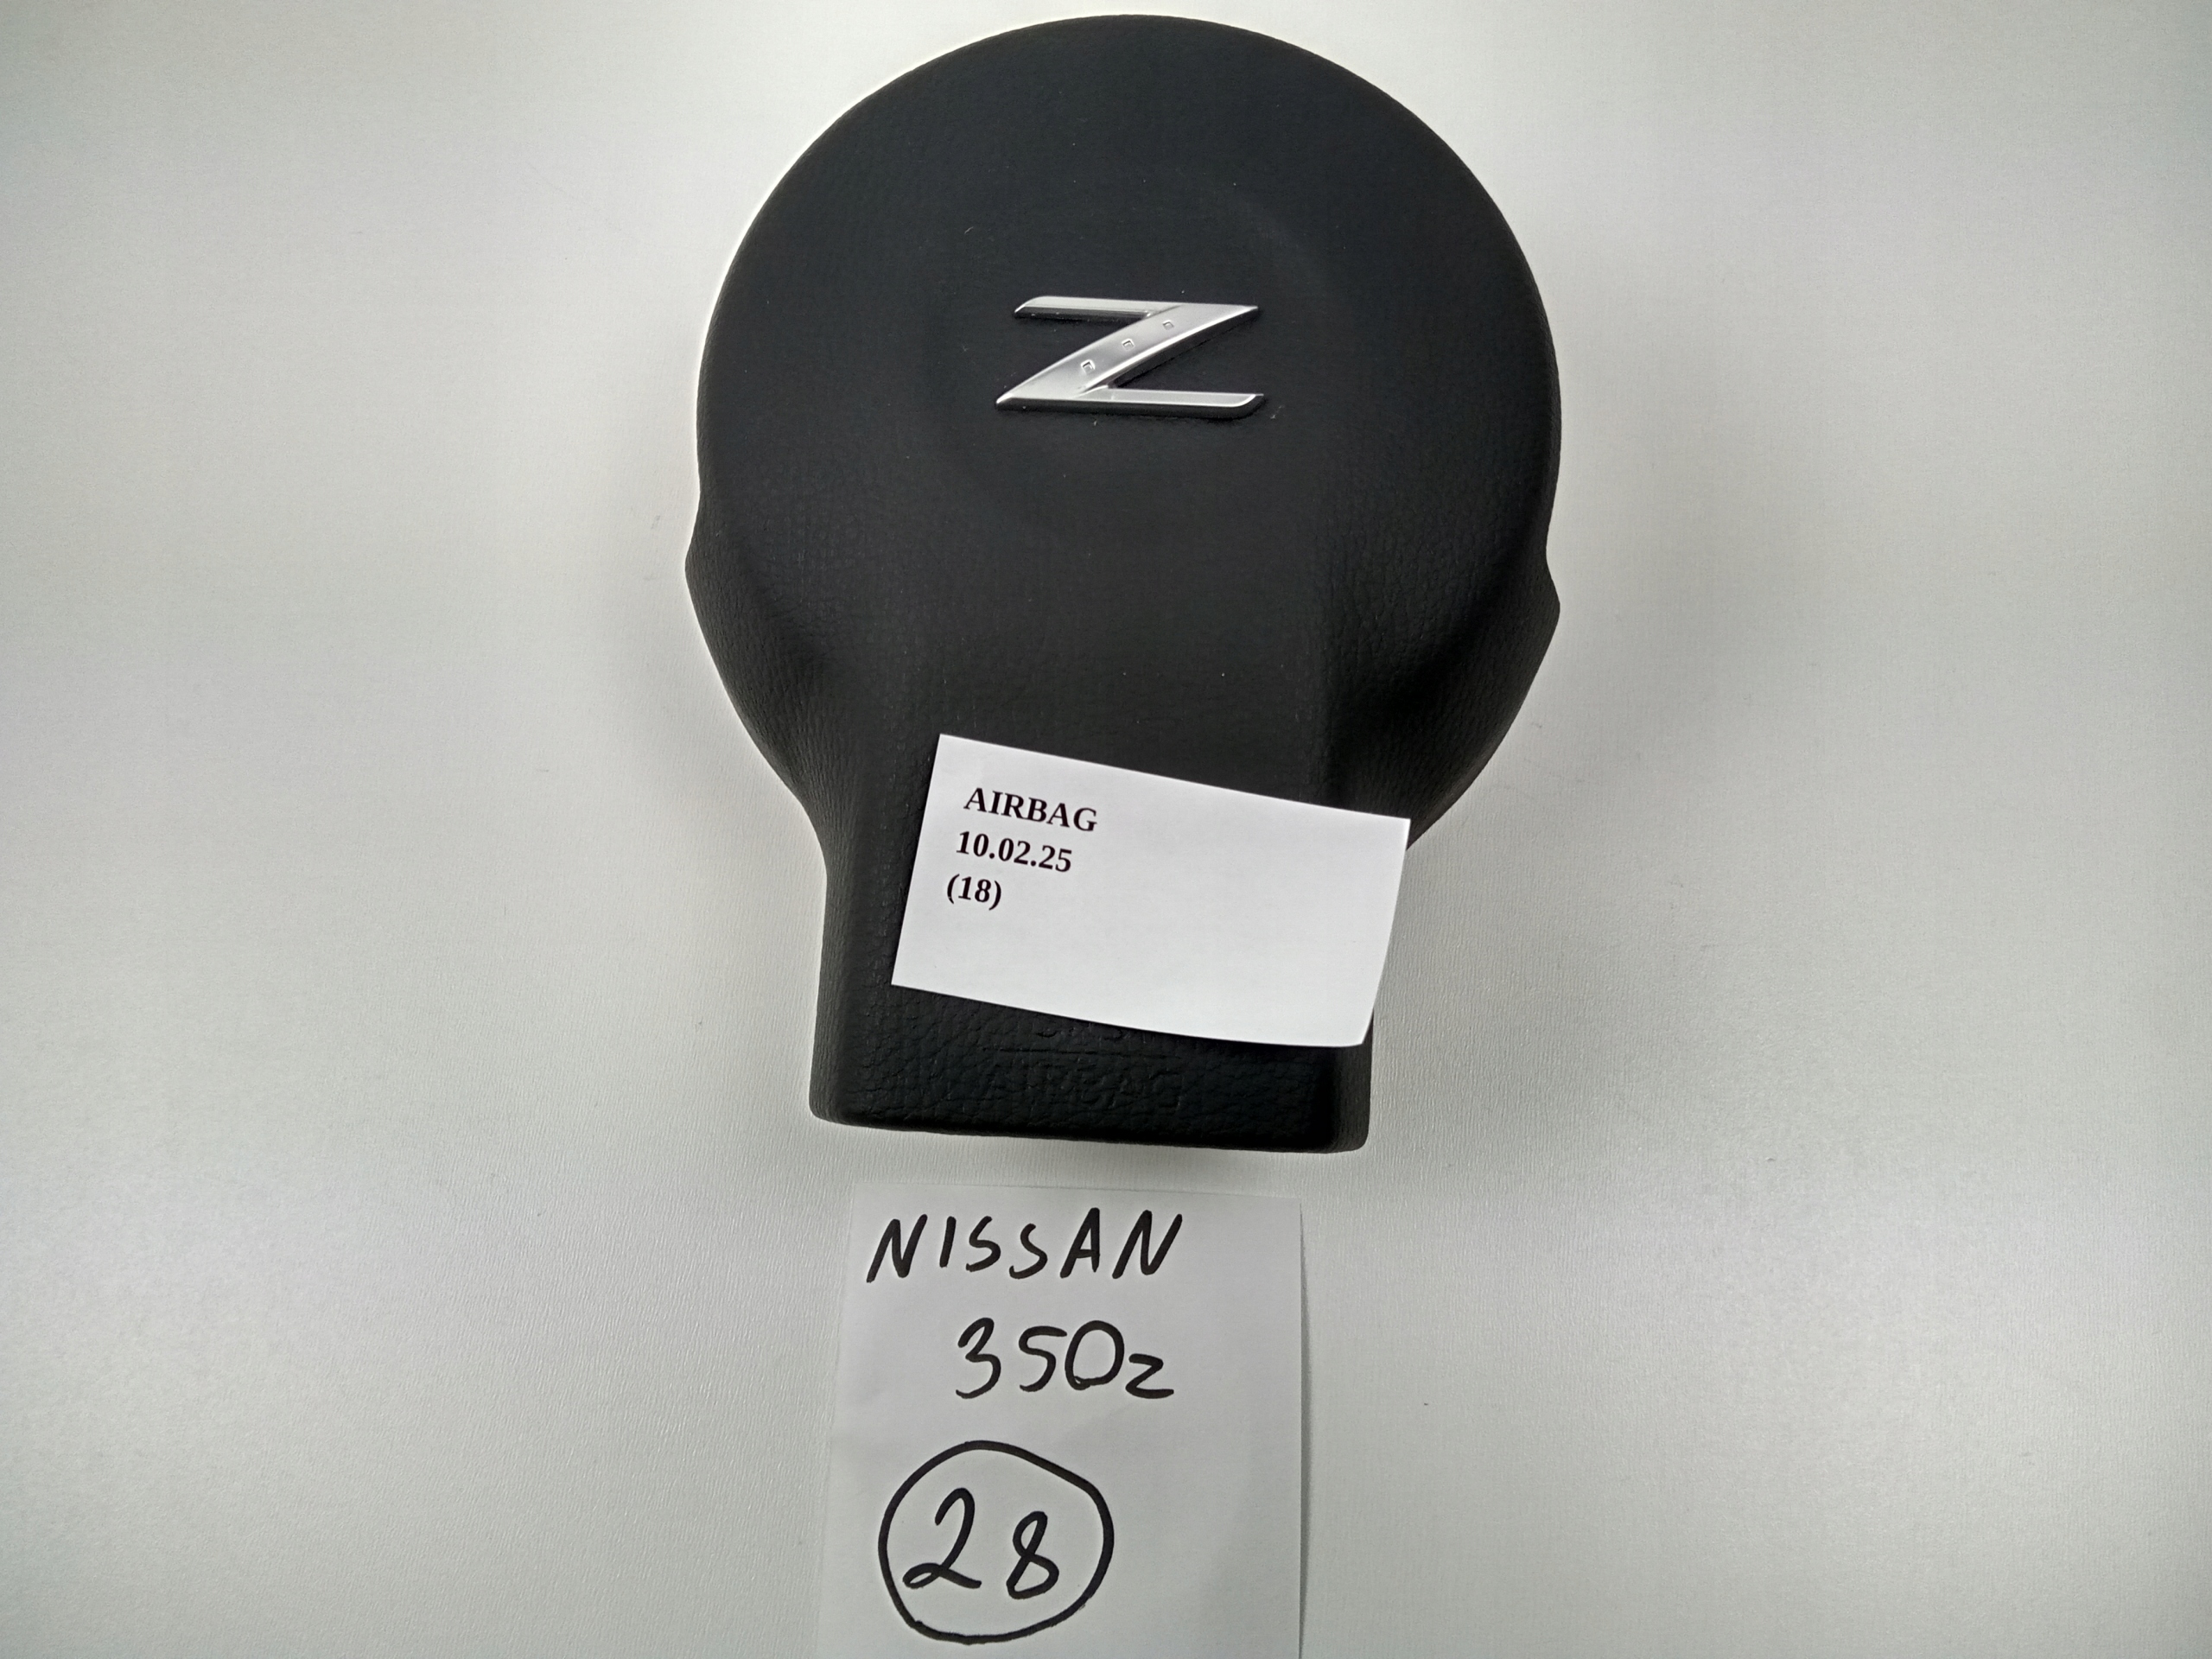 Z
AIRBAG
10.02.25
(18)
AIRBAG
NISSAN
350z
28